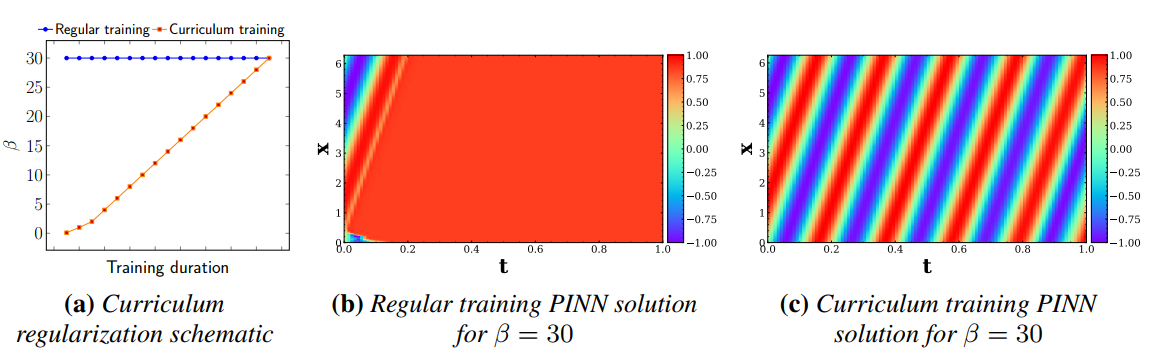 Regular training Curriculum training
30
25
20
15
10
5
0
β
Training duration
6
5
4
3
2
1
0
x
0.0 0.2 0.4 0.6 0.8 1.0
t
1.00
0.75
0.50
0.25
0.00
−0.25
−0.50
−0.75
−1.00
6
5
4
3
2
1
0
x
0.0 0.2 0.4 0.6 0.8 1.0
t
1.00
0.75
0.50
0.25
0.00
−0.25
−0.50
−0.75
−1.00
(a) Curriculum
regularization schematic
(b) Regular training PINN solution
for β = 30
(c) Curriculum training PINN
solution for β = 30